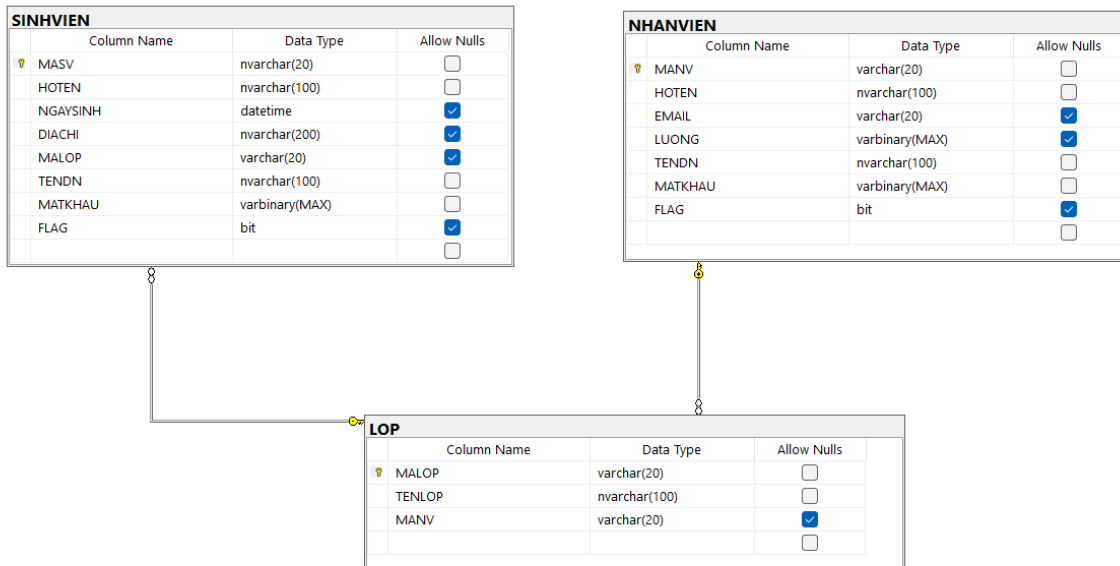 SINHVIEN
Column Name Data Type Allow Nulls
MASV nvarchar(20)
HOTEN nvarchar(100)
NGAYSINH datetime
DIACHI nvarchar(200)
MALOP varchar(20)
TENDN nvarchar(100)
MATKHAU varbinary(MAX)
FLAG bit
NHANVIEN
Column Name Data Type Allow Nulls
MANV varchar(20)
HOTEN nvarchar(100)
EMAIL varchar(20)
LUONG varbinary(MAX)
TENDN nvarchar(100)
MATKHAU varbinary(MAX)
FLAG bit
LOP
Column Name Data Type Allow Nulls
MALOP varchar(20)
TENLOP nvarchar(100)
MANV varchar(20)